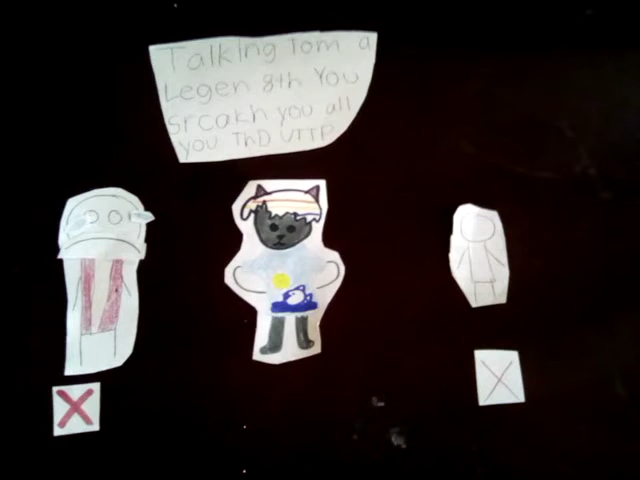 Talking Tom a
Legen 8th You
srcakh you all
you ThD UTTP
X
X